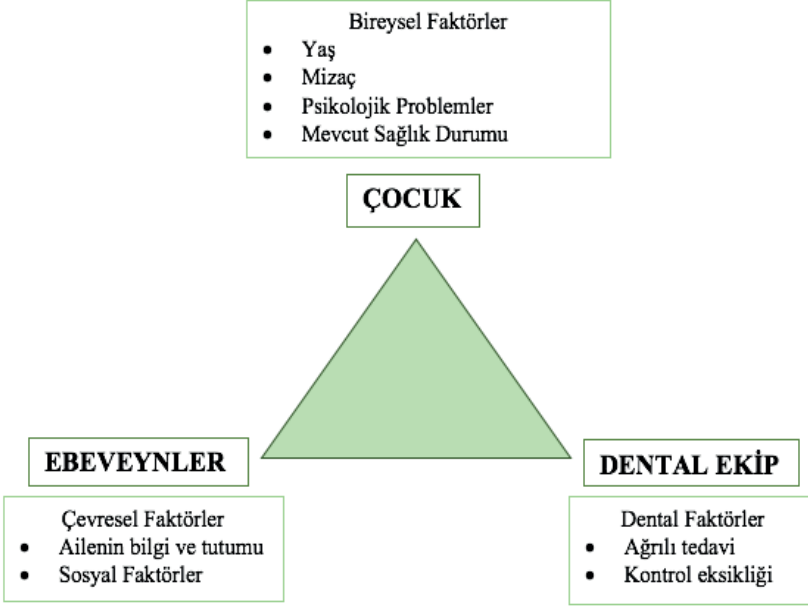 Bireysel Faktörler
• Yaş
• Mizaç
• Psikolojik Problemler
• Mevcut Sağlık Durumu
ÇOCUK
EBEVEYNLER
Çevresel Faktörler
• Ailenin bilgi ve tutumu
• Sosyal Faktörler
DENTAL EKİP
Dental Faktörler
• Ağrılı tedavi
• Kontrol eksikliği